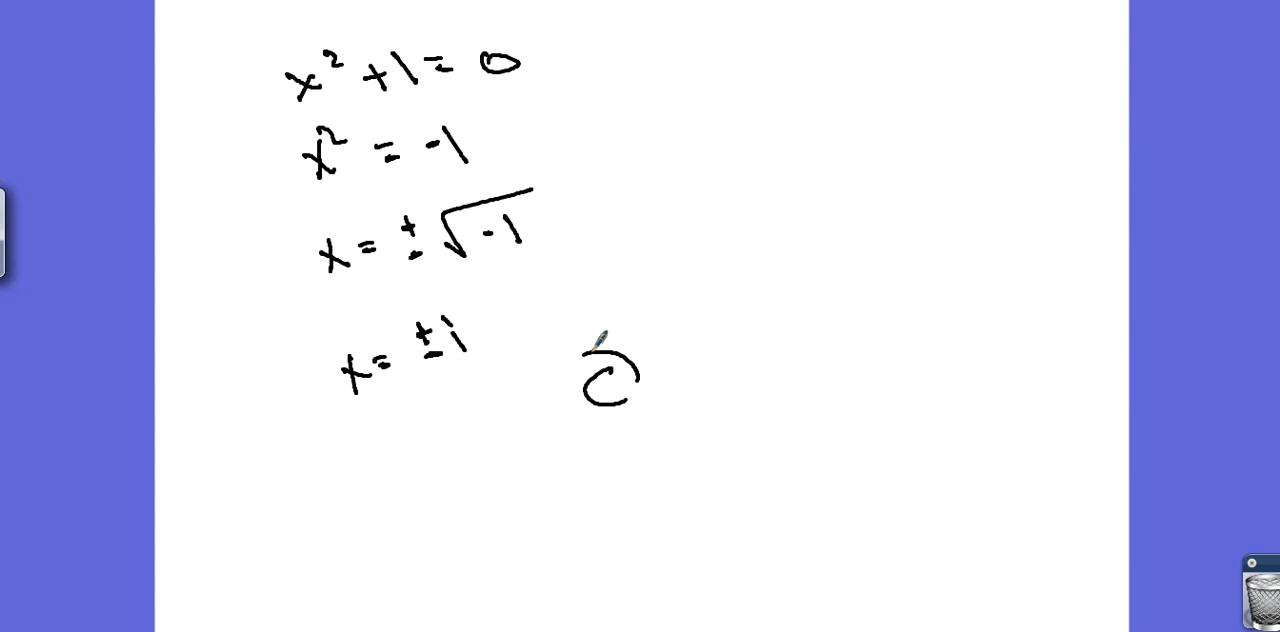 x² + 1 = 0
x² = -1
x = ± √-1
x = ± i
C